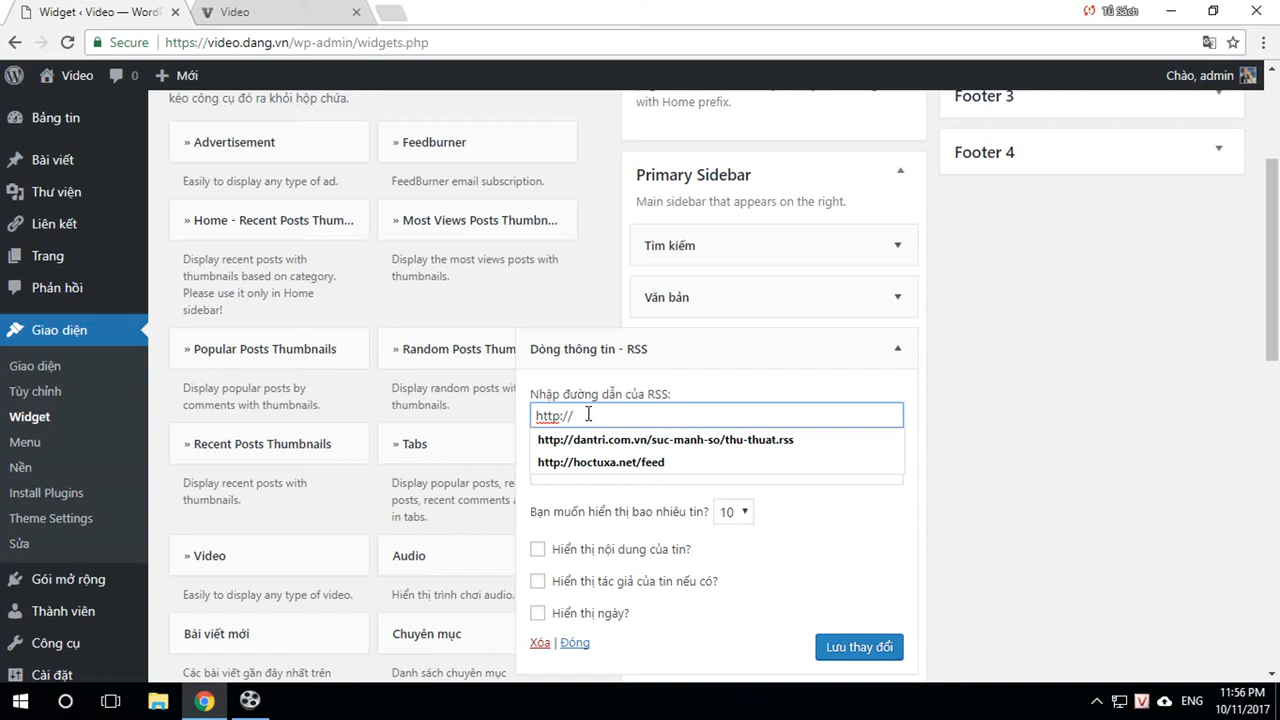 Widget ‹ Video — WordP
Video
Tủ Sách
Secure
https://video.dang.vn/wp-admin/widgets.php
Video
0
Mới
Chào, admin
Bảng tin
Bài viết
Thư viện
Liên kết
Trang
Phản hồi
Giao diện
Giao diện
Tùy chỉnh
Widget
Menu
Nền
Install Plugins
Theme Settings
Sửa
Gói mở rộng
Thành viên
Công cụ
Cài đặt
kéo công cụ đó ra khỏi hộp chứa.
» Advertisement
Easily to display any type of ad.
» Feedburner
FeedBurner email subscription.
» Home - Recent Posts Thum...
Display recent posts with
thumbnails based on category.
Please use it only in Home
sidebar!
» Most Views Posts Thumbn...
Display the most views posts with
thumbnails.
» Popular Posts Thumbnails
Display popular posts by
comments with thumbnails.
» Random Posts Thum
Display random posts wit
» Recent Posts Thumbnails
Display recent posts with
thumbnails.
» Tabs
Display popular posts, rec
posts, recent comments a
in tabs.
» Video
Easily to display any type of video.
Audio
Hiển thị trình chơi audio.
Bài viết mới
Các bài viết gần đây nhất trong
Chuyên mục
Danh sách chuyên mục
with Home prefix.
Primary Sidebar
Main sidebar that appears on the right.
Tìm kiếm
Văn bản
Dòng thông tin - RSS
Nhập đường dẫn của RSS:
http://
http://dantri.com.vn/suc-manh-so/thu-thuat.rss
http://hoctuxa.net/feed
Bạn muốn hiển thị bao nhiêu tin? 10
Hiển thị nội dung của tin?
Hiển thị tác giả của tin nếu có?
Hiển thị ngày?
Xóa | Đóng
Lưu thay đổi
Footer 3
Footer 4
ENG
11:56 PM
10/11/2017